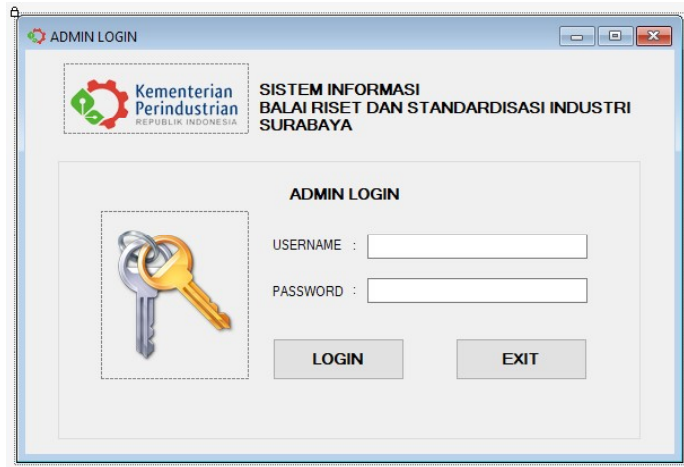 ADMIN LOGIN
Kementerian
Perindustrian
REPUBLIK INDONESIA
SISTEM INFORMASI
BALAI RISET DAN STANDARDISASI INDUSTRI
SURABAYA
ADMIN LOGIN
USERNAME :
PASSWORD :
LOGIN EXIT